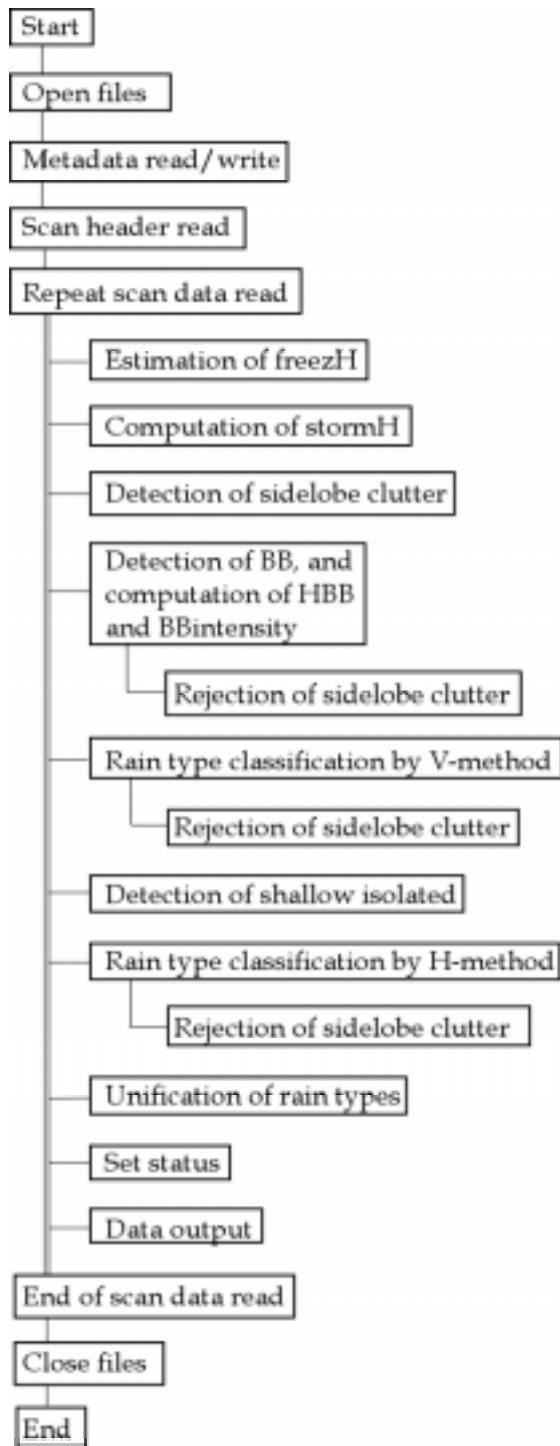 Start
Open files
Metadata read/write
Scan header read
Repeat scan data read
Estimation of freezH
Computation of stormH
Detection of sidelobe clutter
Detection of BB, and
computation of HBB
and BBintensity
Rejection of sidelobe clutter
Rain type classification by V-method
Rejection of sidelobe clutter
Detection of shallow isolated
Rain type classification by H-method
Rejection of sidelobe clutter
Unification of rain types
Set status
Data output
End of scan data read
Close files
End